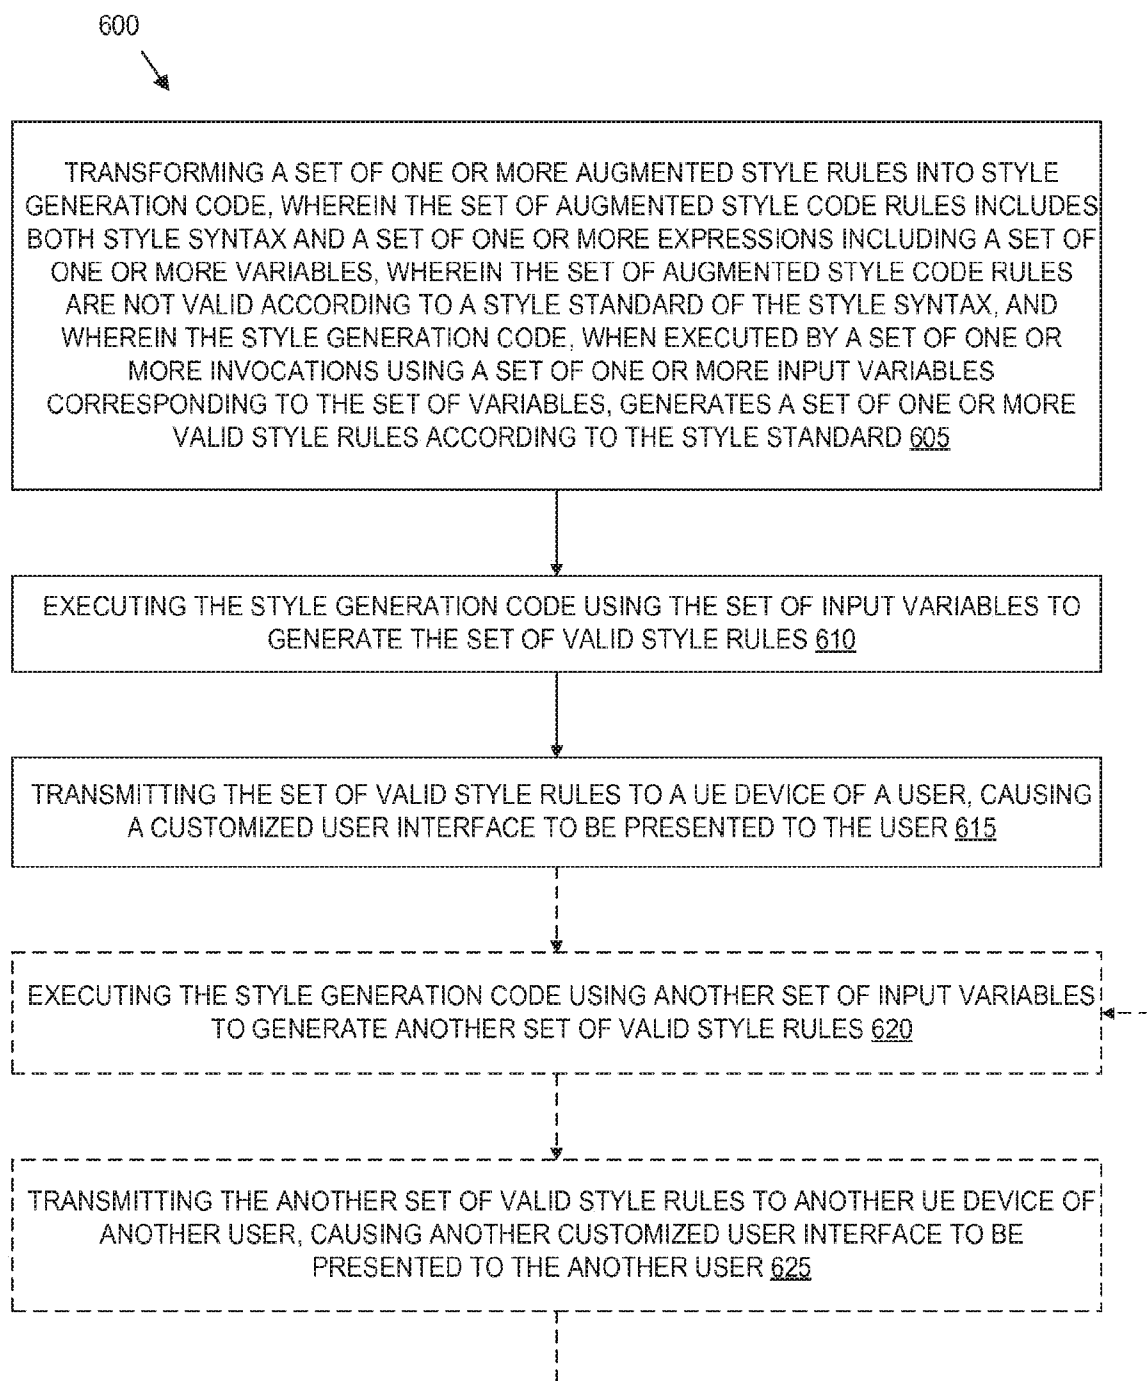 600
TRANSFORMING A SET OF ONE OR MORE AUGMENTED STYLE RULES INTO STYLE
GENERATION CODE, WHEREIN THE SET OF AUGMENTED STYLE CODE RULES INCLUDES
BOTH STYLE SYNTAX AND A SET OF ONE OR MORE EXPRESSIONS INCLUDING A SET OF
ONE OR MORE VARIABLES, WHEREIN THE SET OF AUGMENTED STYLE CODE RULES
ARE NOT VALID ACCORDING TO A STYLE STANDARD OF THE STYLE SYNTAX, AND
WHEREIN THE STYLE GENERATION CODE, WHEN EXECUTED BY A SET OF ONE OR
MORE INVOCATIONS USING A SET OF ONE OR MORE INPUT VARIABLES
CORRESPONDING TO THE SET OF VARIABLES, GENERATES A SET OF ONE OR MORE
VALID STYLE RULES ACCORDING TO THE STYLE STANDARD 605
EXECUTING THE STYLE GENERATION CODE USING THE SET OF INPUT VARIABLES TO
GENERATE THE SET OF VALID STYLE RULES 610
TRANSMITTING THE SET OF VALID STYLE RULES TO A UE DEVICE OF A USER, CAUSING
A CUSTOMIZED USER INTERFACE TO BE PRESENTED TO THE USER 615
EXECUTING THE STYLE GENERATION CODE USING ANOTHER SET OF INPUT VARIABLES
TO GENERATE ANOTHER SET OF VALID STYLE RULES 620
TRANSMITTING THE ANOTHER SET OF VALID STYLE RULES TO ANOTHER UE DEVICE OF
ANOTHER USER, CAUSING ANOTHER CUSTOMIZED USER INTERFACE TO BE
PRESENTED TO THE ANOTHER USER 625